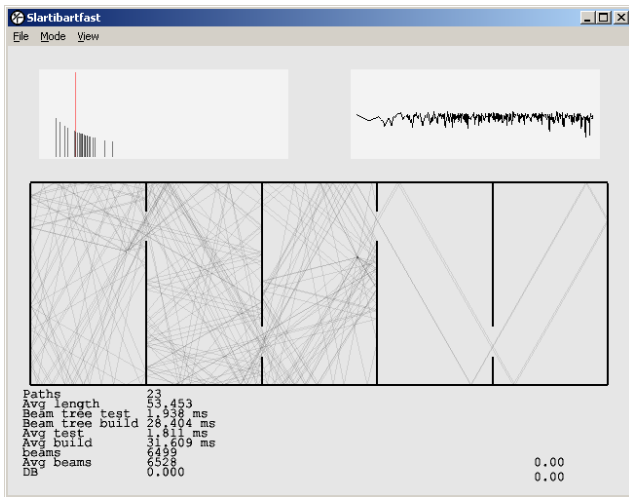 Slartibartfast
File Mode View
Paths 23
Avg length 53.453
Beam tree test 1.938 ms
Beam tree build 28.404 ms
Avg test 1.811 ms
Avg build 31.609 ms
beams 6499
Avg beams 6528
DB 0.000
0.00
0.00